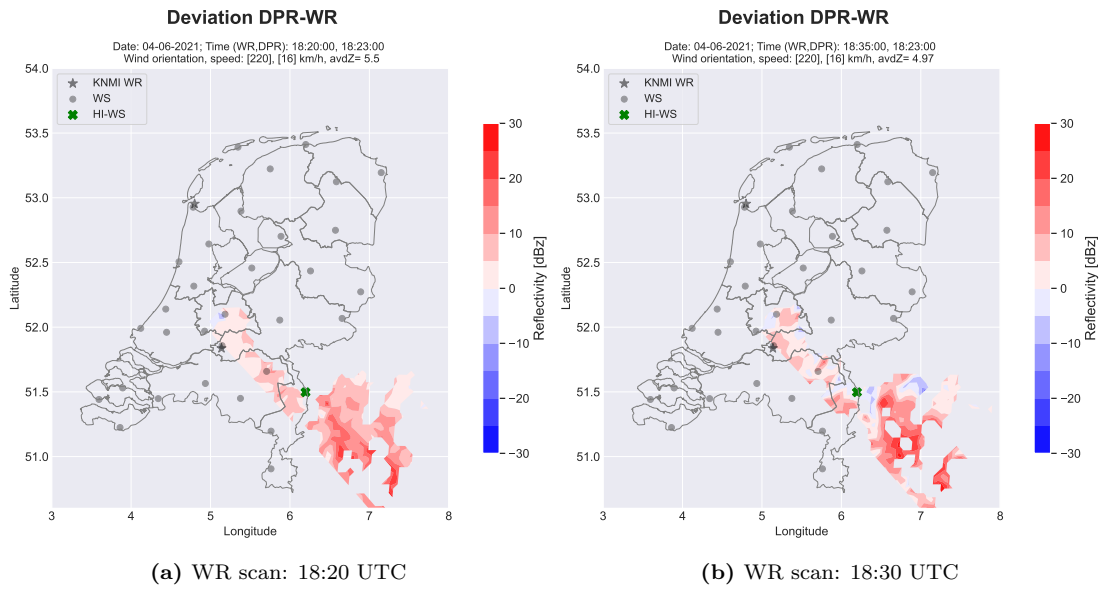 Deviation DPR-WR
Date: 04-06-2021; Time (WR,DPR): 18:20:00, 18:23:00
Wind orientation, speed: [220], [16] km/h, avdZ= 5.5
KNMI WR
WS
HI-WS
54.0
53.5
53.0
52.5
52.0
51.5
51.0
Latitude
3 4 5 6 7 8
Longitude
30
20
10
0
−10
−20
−30
Reflectivity [dBz]
(a) WR scan: 18:20 UTC
Deviation DPR-WR
Date: 04-06-2021; Time (WR,DPR): 18:35:00, 18:23:00
Wind orientation, speed: [220], [16] km/h, avdZ= 4.97
KNMI WR
WS
HI-WS
54.0
53.5
53.0
52.5
52.0
51.5
51.0
Latitude
3 4 5 6 7 8
Longitude
30
20
10
0
−10
−20
−30
Reflectivity [dBz]
(b) WR scan: 18:30 UTC